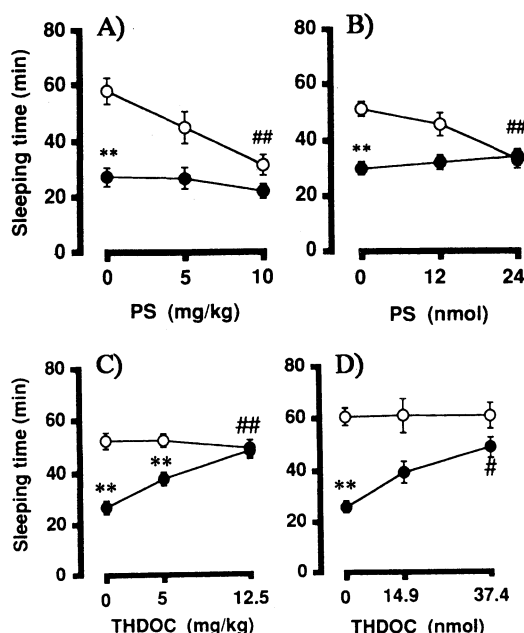 A)
80
60
40
20
0
Sleeping time (min)
**
##
0 5 10
PS (mg/kg)
B)
80
60
40
20
0
**
##
0 12 24
PS (nmol)
C)
80
60
40
20
0
Sleeping time (min)
**
**
##
0 5 12.5
THDOC (mg/kg)
D)
80
60
40
20
0
**
#
0 14.9 37.4
THDOC (nmol)